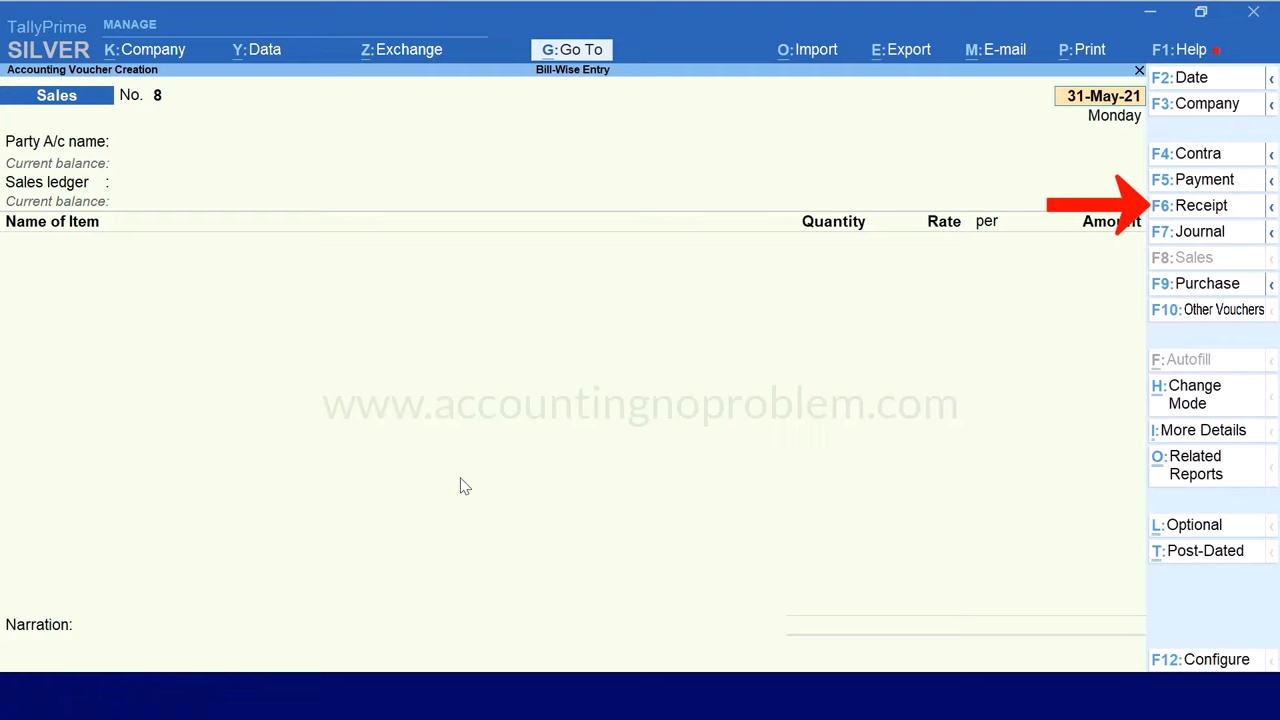 TallyPrime MANAGE
SILVER K:Company Y:Data Z:Exchange G:Go To O:Import E:Export M:E-mail P:Print F1:Help
Accounting Voucher Creation Bill-Wise Entry
Sales No. 8 31-May-21
Monday
Party A/c name:
Current balance:
Sales ledger :
Current balance:
Name of Item Quantity Rate per Amount
www.accountingnoproblem.com
Narration:
F2:Date
F3:Company
F4:Contra
F5:Payment
F6:Receipt
F7:Journal
F8:Sales
F9:Purchase
F10:Other Vouchers
F:Autofill
H:Change
Mode
I:More Details
O:Related
Reports
L:Optional
T:Post-Dated
F12:Configure